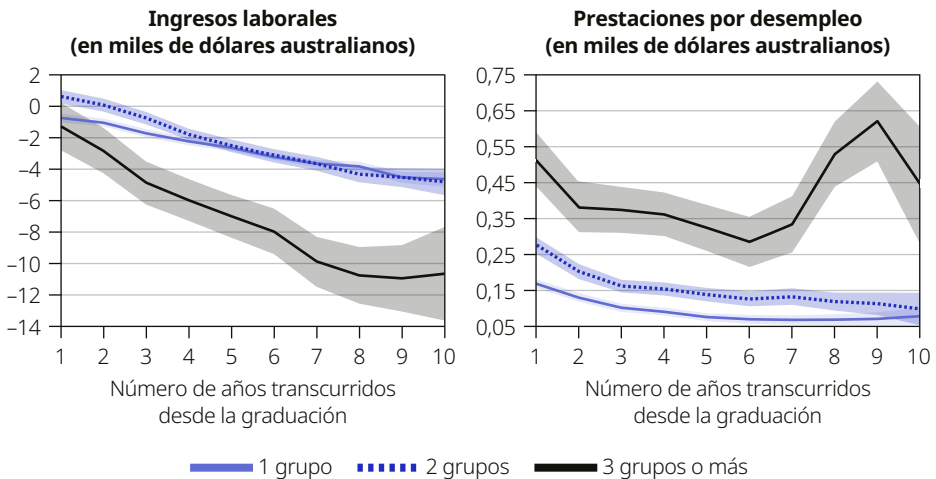 Ingresos laborales
(en miles de dólares australianos)
2
0
–2
–4
–6
–8
–10
–12
–14
1 2 3 4 5 6 7 8 9 10
Número de años transcurridos
desde la graduación
Prestaciones por desempleo
(en miles de dólares australianos)
0,75
0,65
0,55
0,45
0,35
0,25
0,15
0,05
1 2 3 4 5 6 7 8 9 10
Número de años transcurridos
desde la graduación
1 grupo 2 grupos 3 grupos o más